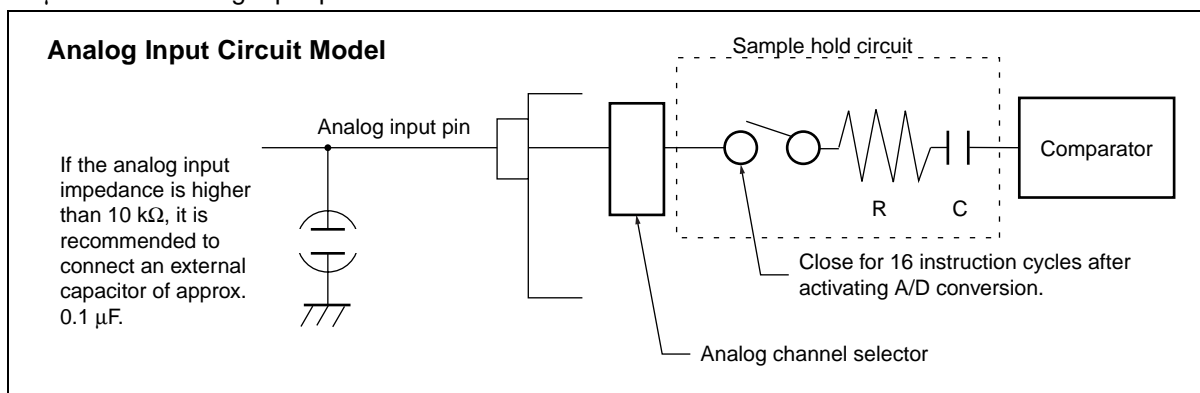 Analog Input Circuit Model
Sample hold circuit
Analog input pin
Comparator
If the analog input
impedance is higher
than 10 kΩ, it is
recommended to
connect an external
capacitor of approx.
0.1 μF.
R
C
Close for 16 instruction cycles after
activating A/D conversion.
Analog channel selector